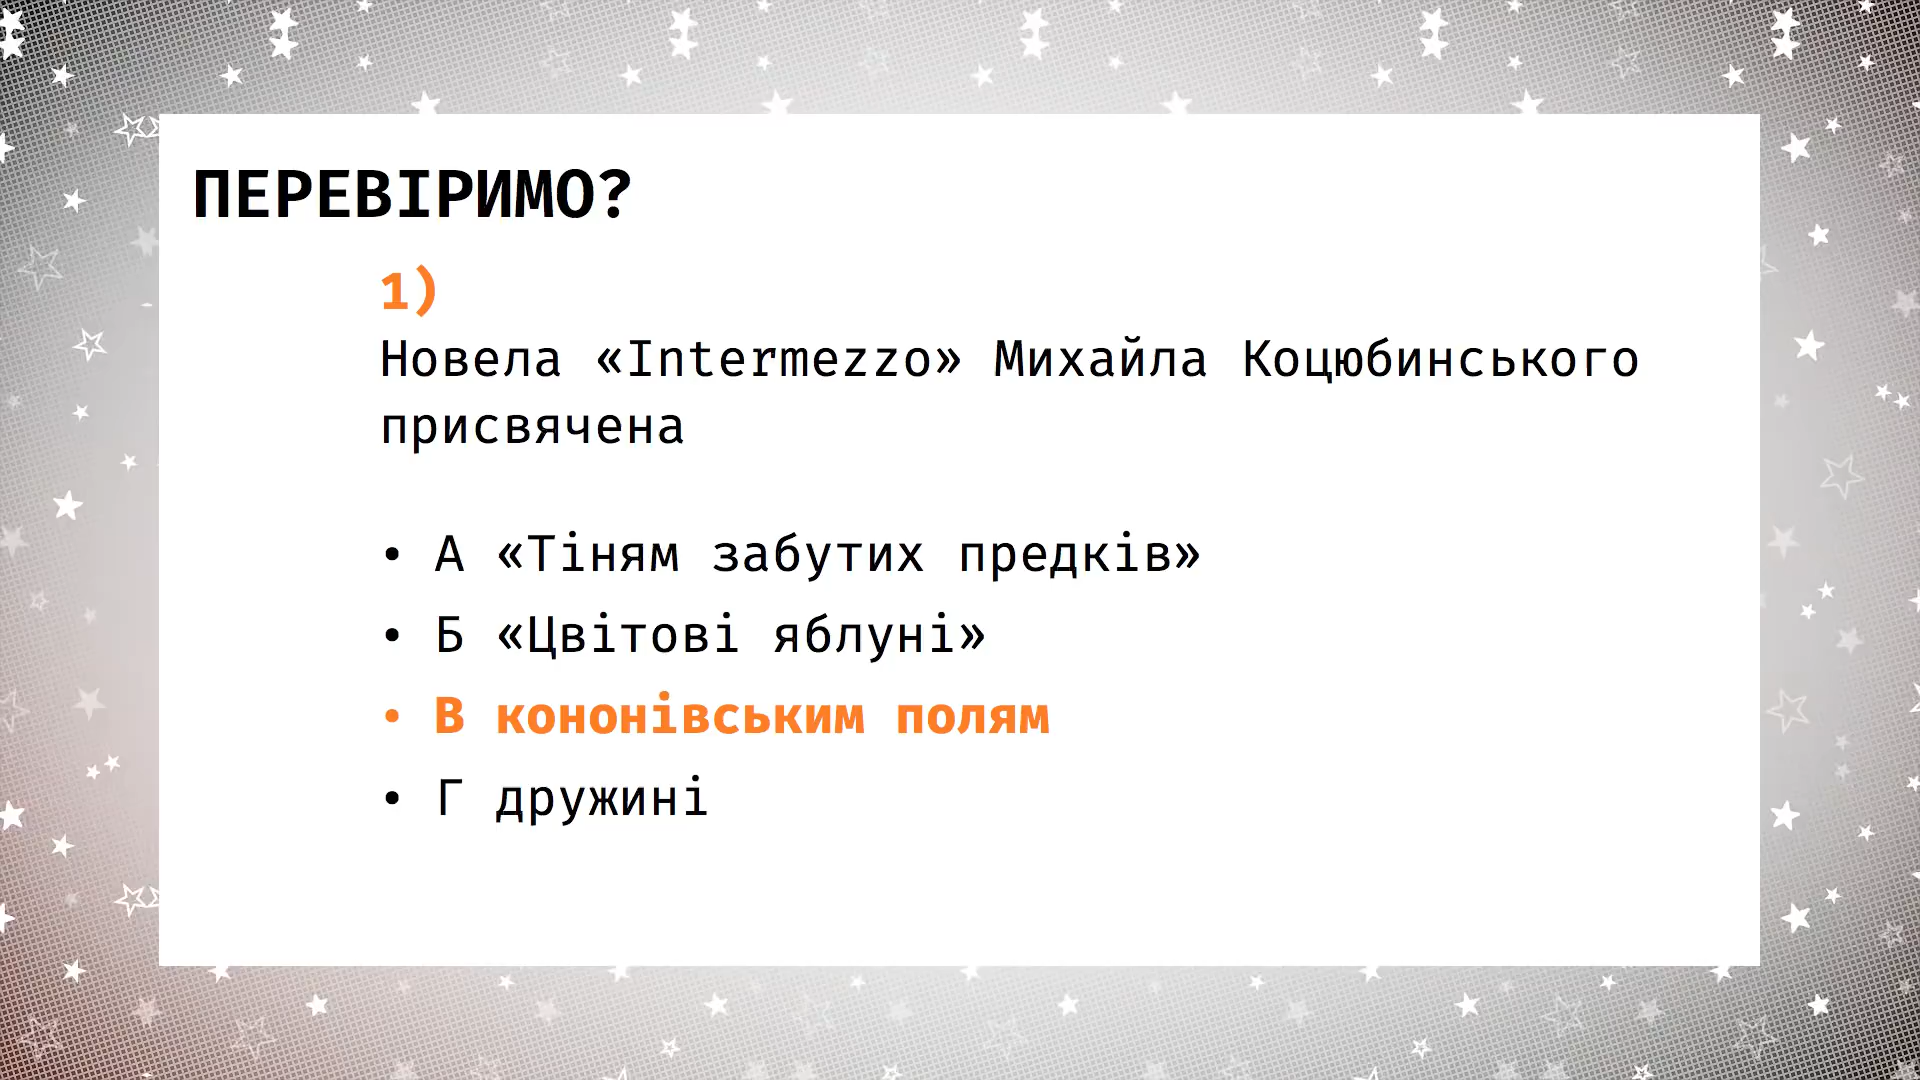 ПЕРЕВІРИМО?
1)
Новела «Intermezzo» Михайла Коцюбинського
присвячена
• А «Тіням забутих предків»
• Б «Цвітові яблуні»
• В кононівським полям
• Г дружині